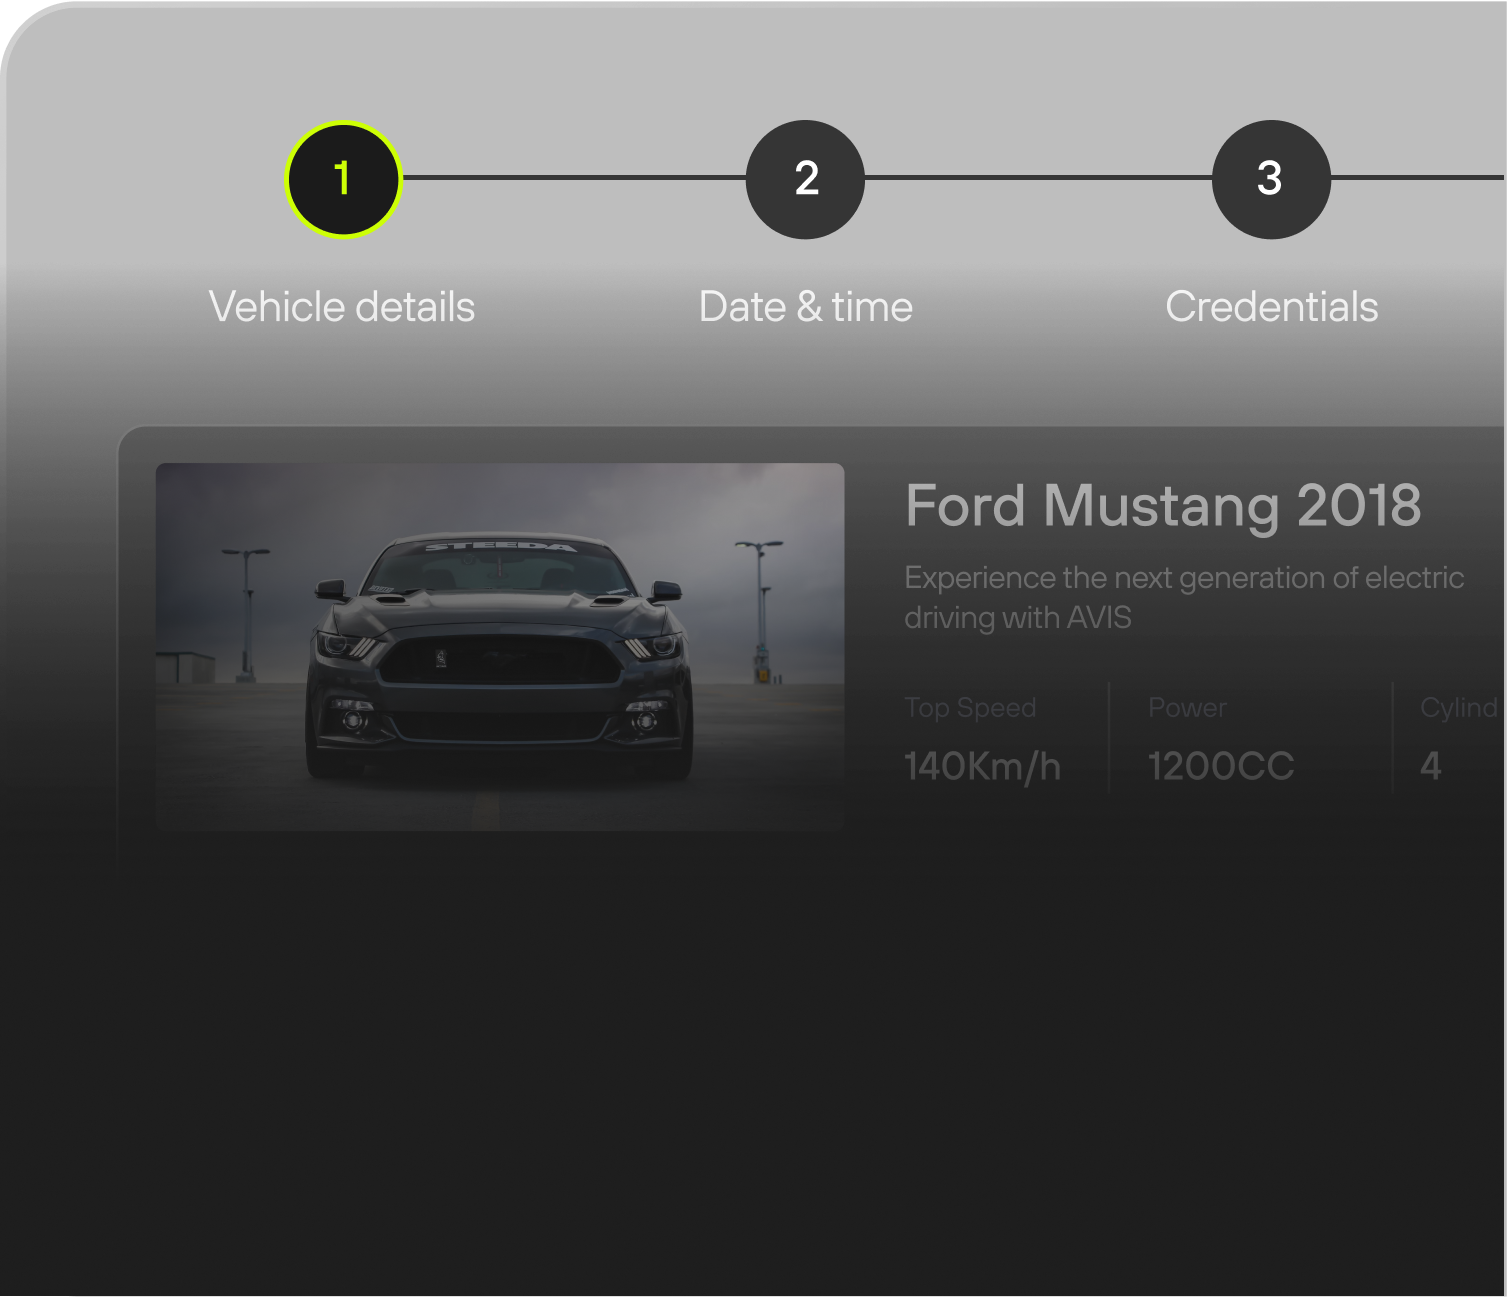 1
2
3
Vehicle details
Date & time
Credentials
STEEDA
Ford Mustang 2018
Experience the next generation of electric
driving with AVIS
Top Speed
Power
Cylind
140Km/h
1200CC
4